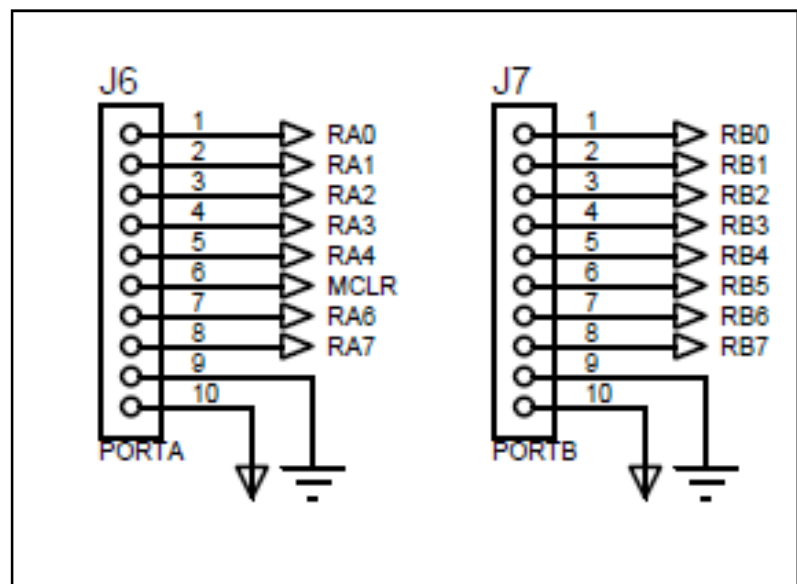 J6
1 RA0
2 RA1
3 RA2
4 RA3
5 RA4
6 MCLR
7 RA6
8 RA7
9
10
PORTA
J7
1 RB0
2 RB1
3 RB2
4 RB3
5 RB4
6 RB5
7 RB6
8 RB7
9
10
PORTB